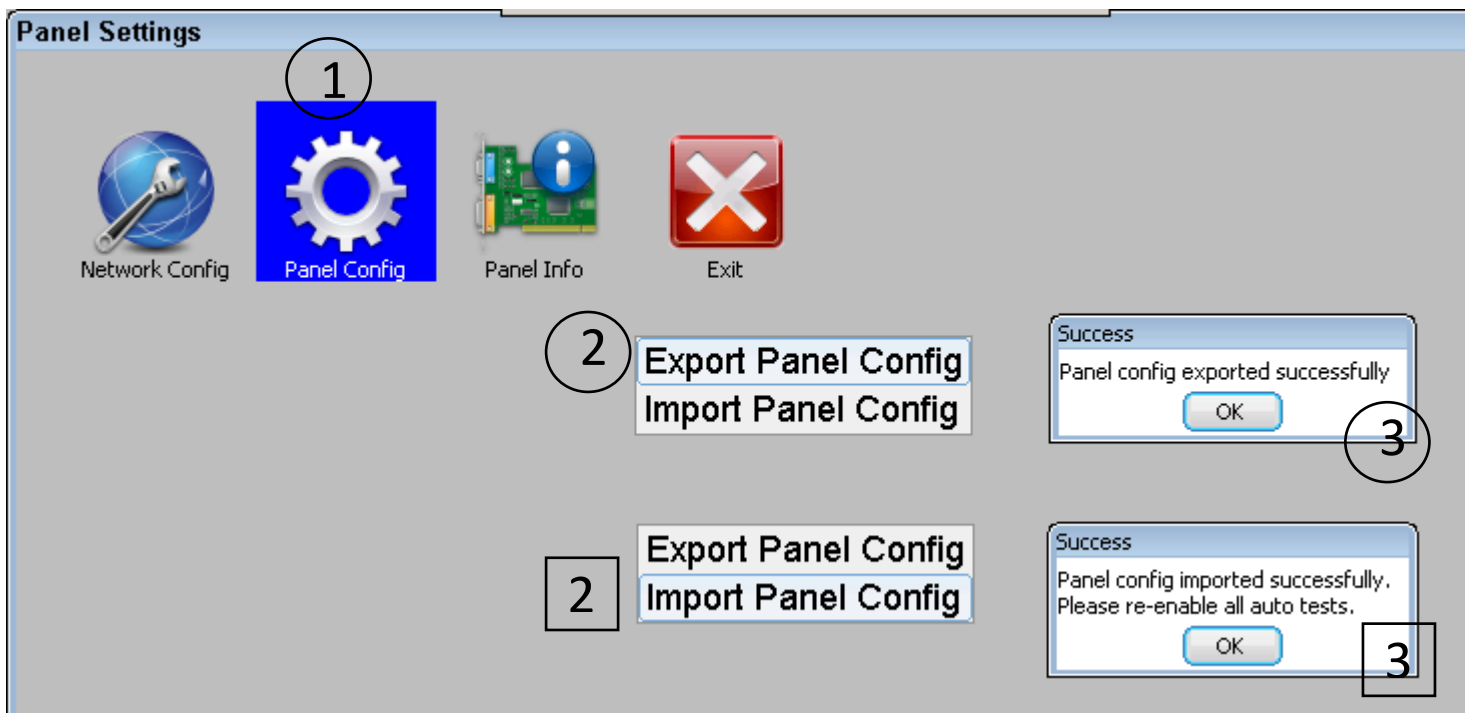 Panel Settings
1
Network Config
Panel Config
Panel Info
Exit
2
Export Panel Config
Import Panel Config
Success
Panel config exported successfully
OK
3
2
Export Panel Config
Import Panel Config
Success
Panel config imported successfully.
Please re-enable all auto tests.
OK
3